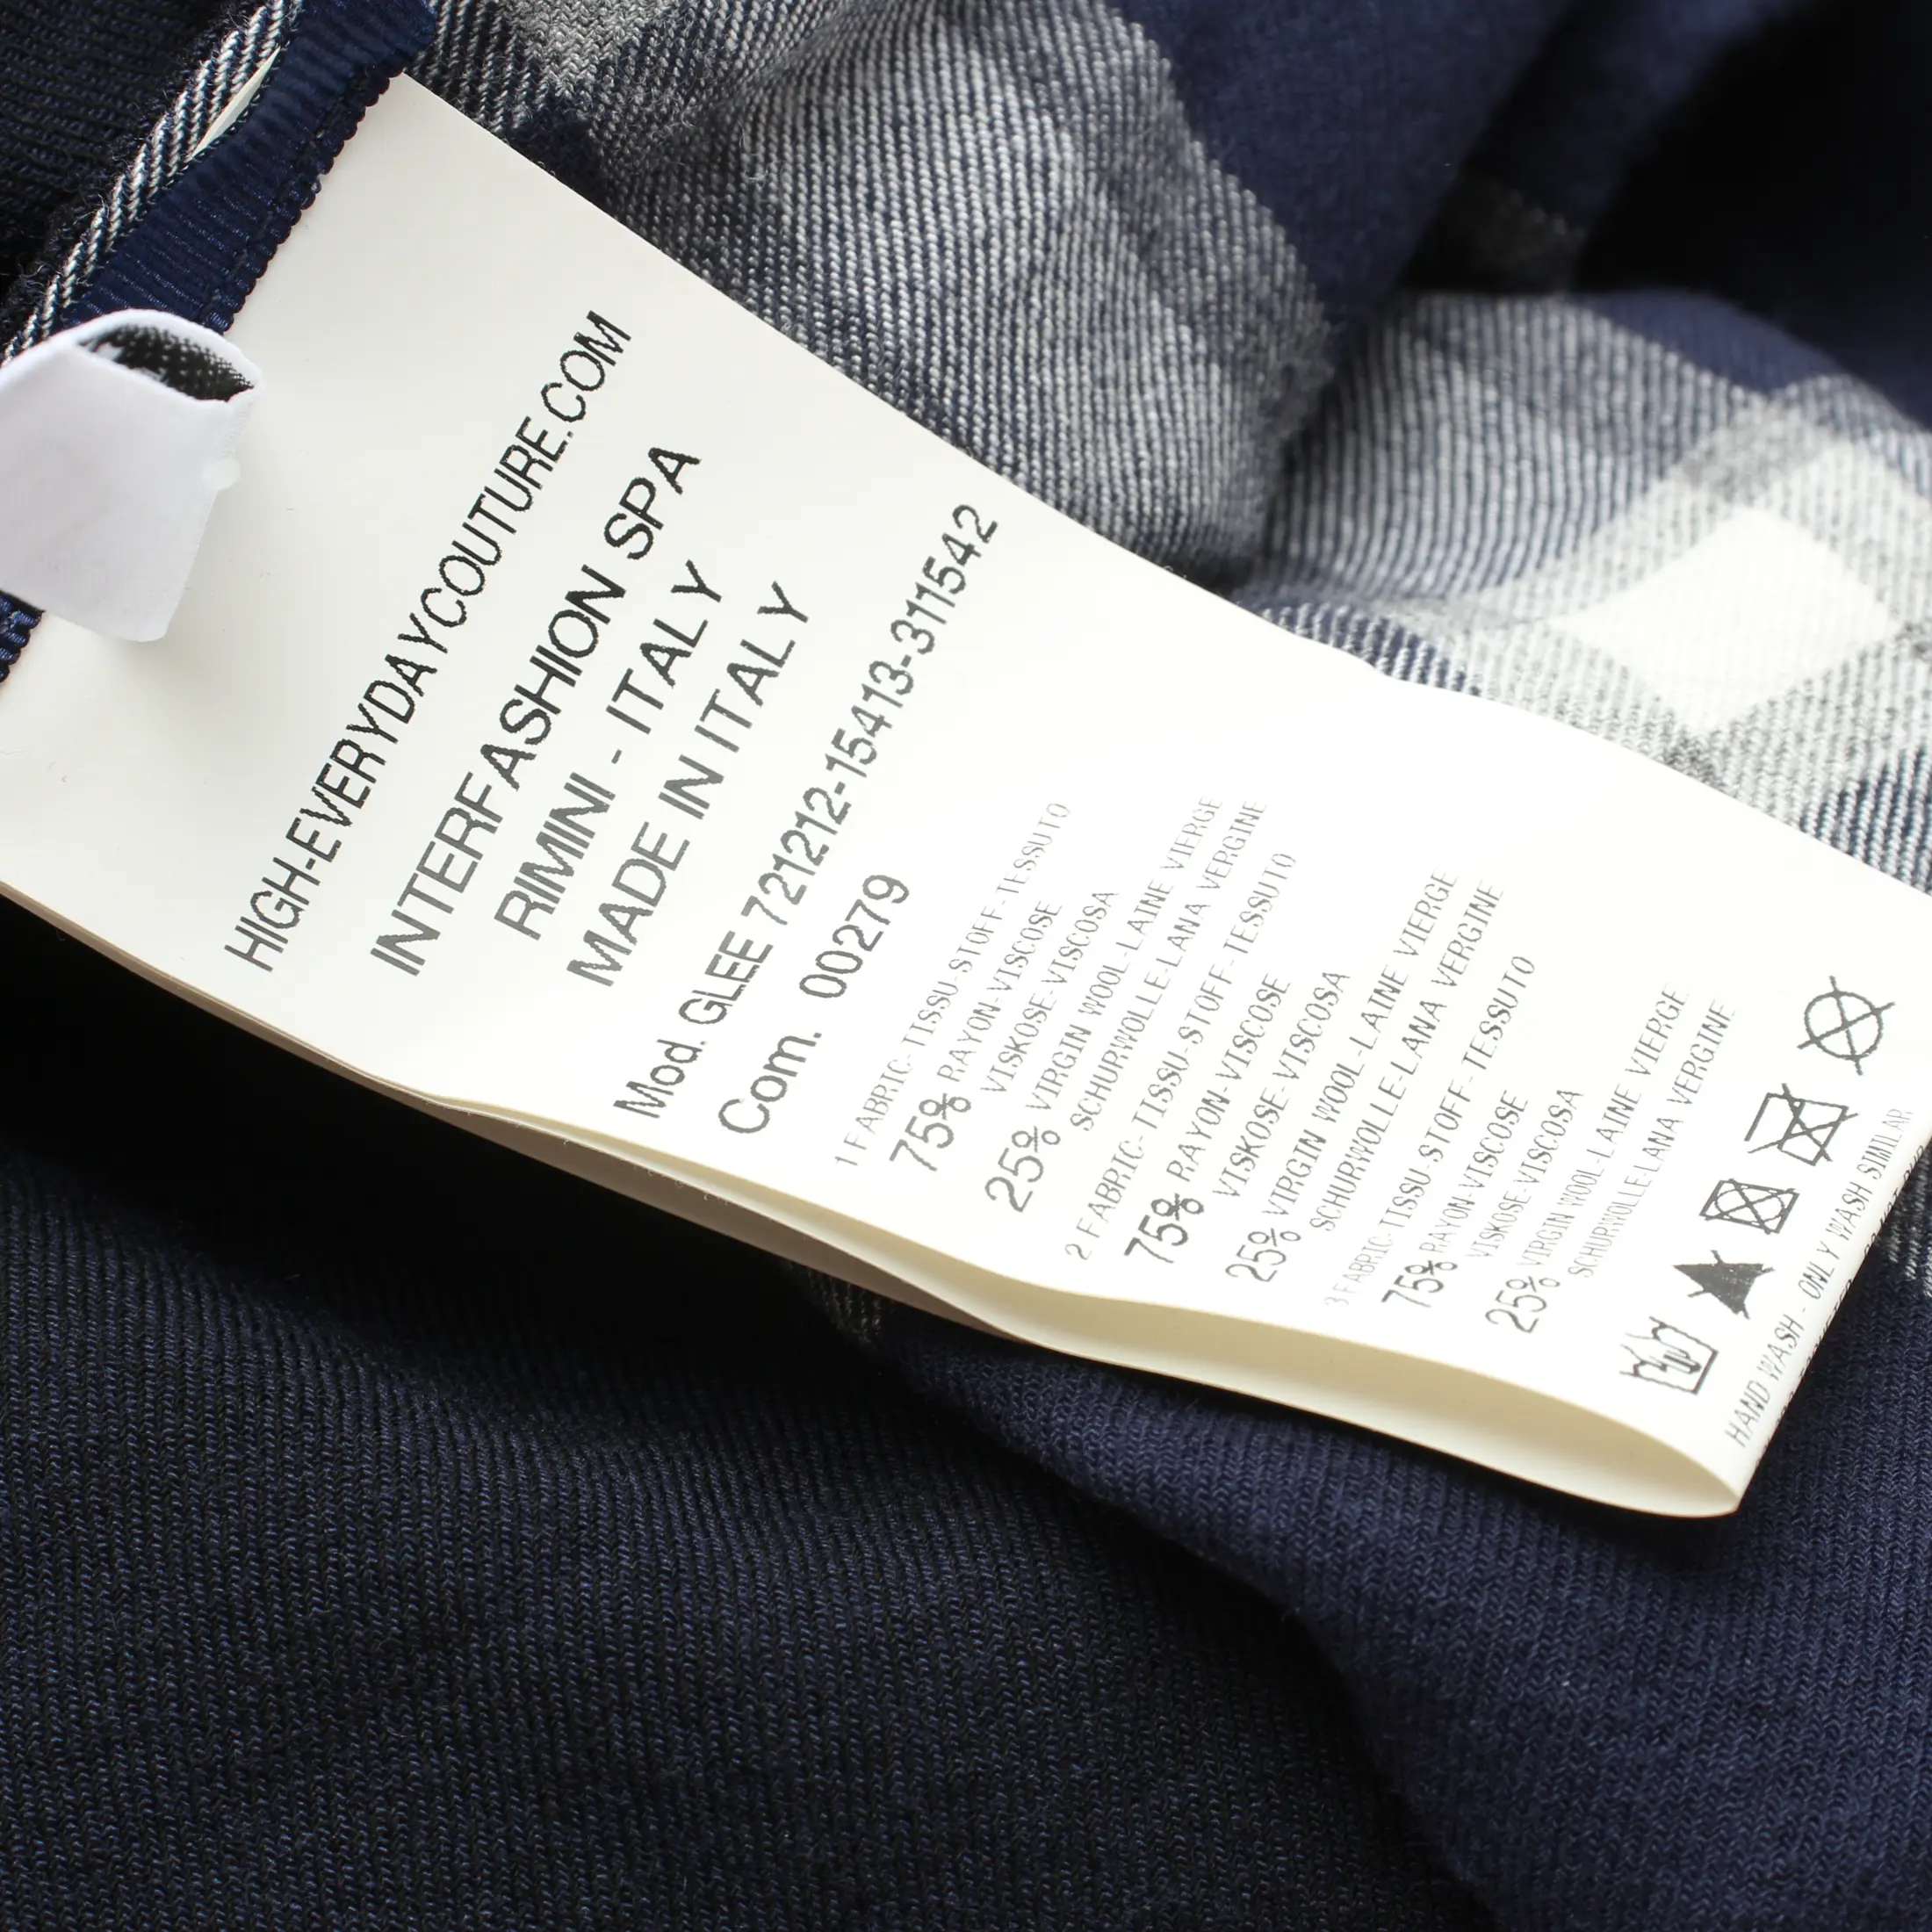 HIGH-EVERYDAYCOUTURE.COM
INTERFASHION SPA
RIMINI - ITALY
MADE IN ITALY
Mod. GLEE 721212-15413-311542
Com. 00279
1 FABRIC-TISSU-STOFF-TESSUTO
75% RAYON-VISCOSE
VISKOSE-VISCOSA
25% VIRGIN WOOL-LAINE VIERGE
SCHURWOLLE-LANA VERGINE
2 FABRIC-TISSU-STOFF-TESSUTO
75% RAYON-VISCOSE
VISKOSE-VISCOSA
25% VIRGIN WOOL-LAINE VIERGE
SCHURWOLLE-LANA VERGINE
3 FABRIC-TISSU-STOFF-TESSUTO
75% RAYON-VISCOSE
VISKOSE-VISCOSA
25% VIRGIN WOOL-LAINE VIERGE
SCHURWOLLE-LANA VERGINE
HAND WASH - ONLY WASH SIMILAR